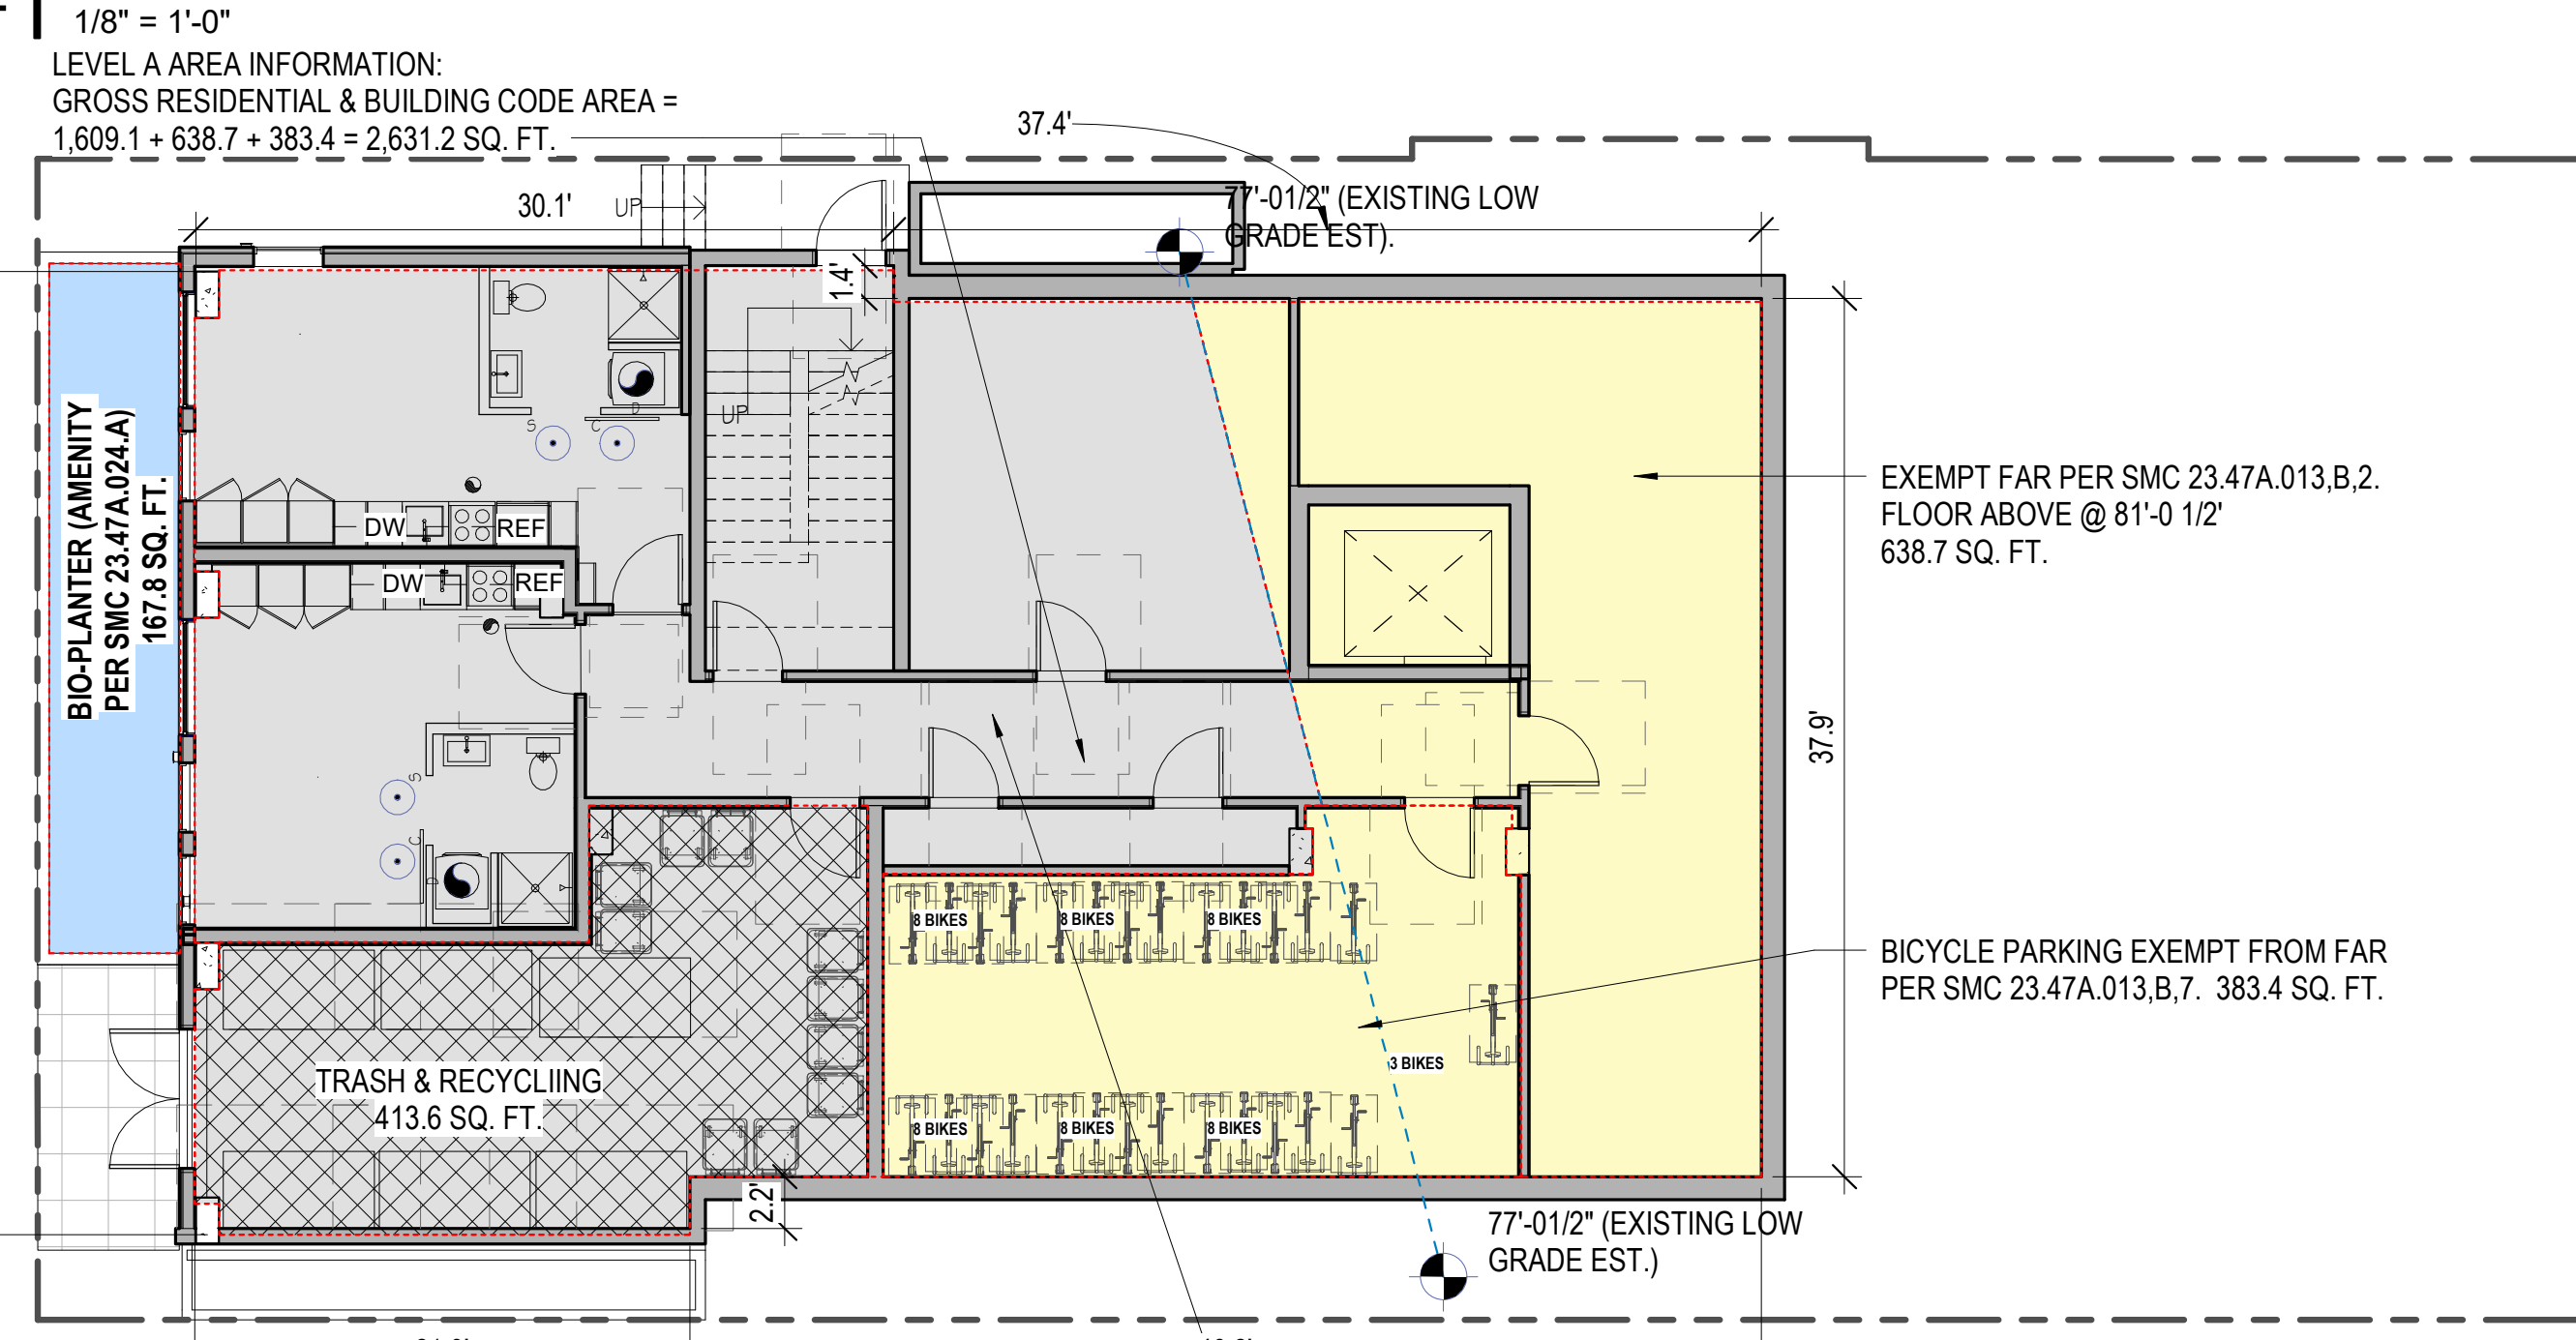 1/8" = 1'-0"
LEVEL A AREA INFORMATION:
GROSS RESIDENTIAL & BUILDING CODE AREA =
1,609.1 + 638.7 + 383.4 = 2,631.2 SQ. FT.
37.4'
30.1'
UP
77'-01/2" (EXISTING LOW
GRADE EST).
1.4'
UP
D
S
C
BIO-PLANTER (AMENITY
PER SMC 23.47A.024.A)
167.8 SQ. FT.
DW
REF
DW
REF
EXEMPT FAR PER SMC 23.47A.013,B,2.
FLOOR ABOVE @ 81'-0 1/2'
638.7 SQ. FT.
37.9'
S
C
D
8 BIKES
8 BIKES
8 BIKES
BICYCLE PARKING EXEMPT FROM FAR
PER SMC 23.47A.013,B,7. 383.4 SQ. FT.
3 BIKES
TRASH & RECYCLIING
413.6 SQ. FT.
8 BIKES
8 BIKES
8 BIKES
2.2'
77'-01/2" (EXISTING LOW
GRADE EST.)